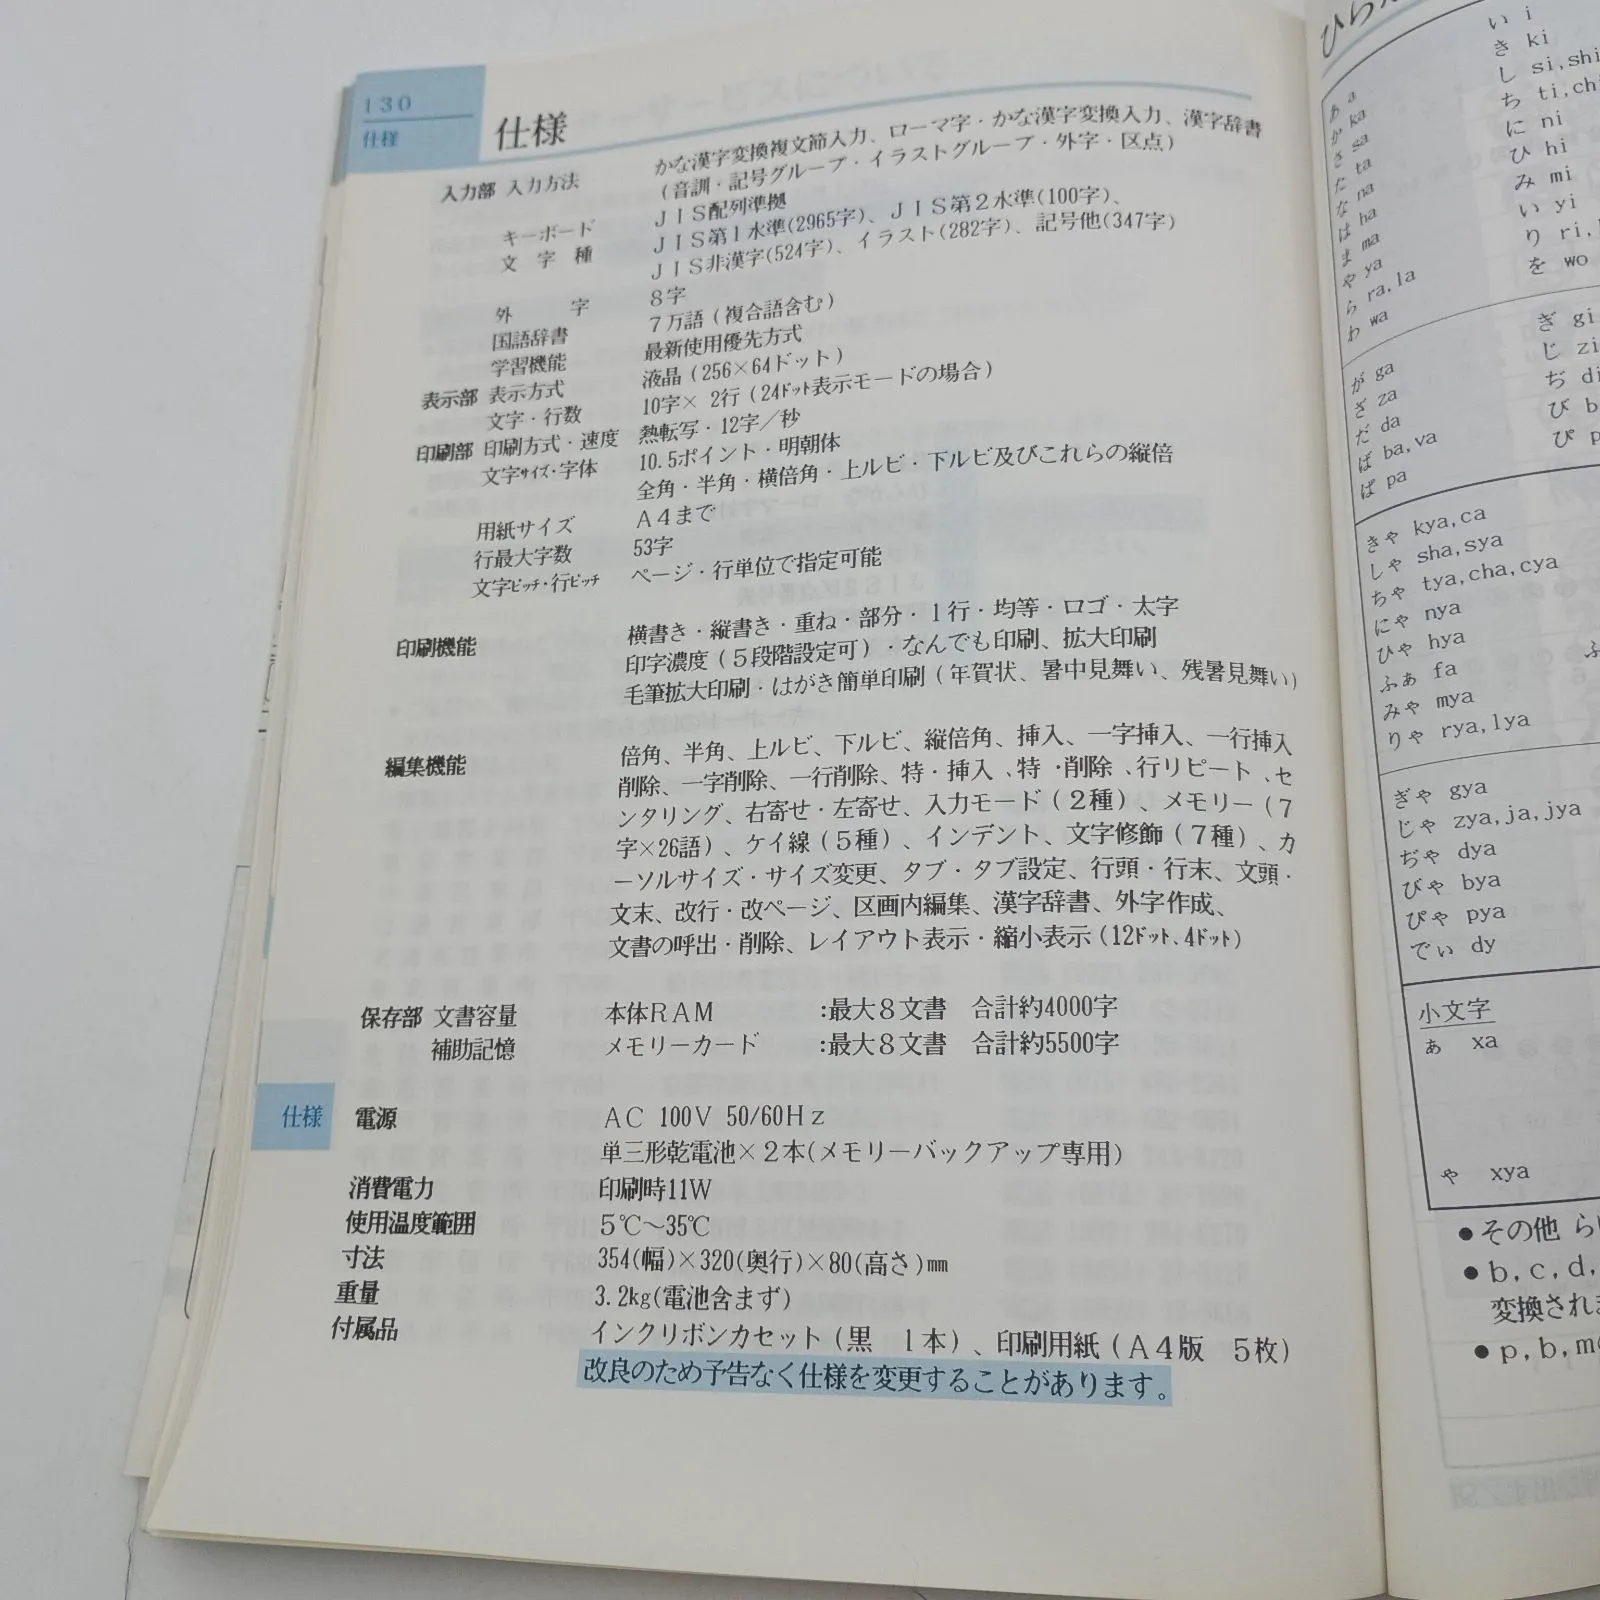 130
仕様
仕様
入力部 入力方法 かな漢字変換複文節入力、ローマ字・かな漢字変換入力、漢字辞書
(音訓・記号グループ・イラストグループ・外字・区点)
キーボード JIS配列準拠
文字種 JIS第1水準(2965字)、JIS第2水準(100字)、
JIS非漢字(524字)、イラスト(282字)、記号他(347字)
外字 8字
国語辞書 7万語(複合語含む)
学習機能 最新使用優先方式
表示部 表示方式 液晶(256×64ドット)
文字・行数 10字× 2行(24ドット表示モードの場合)
印刷部 印刷方式・速度 熱転写・12字/秒
文字サイズ・字体 10.5ポイント・明朝体
全角・半角・横倍角・上ルビ・下ルビ及びこれらの縦倍
用紙サイズ A4まで
行最大字数 53字
文字ピッチ・行ピッチ ページ・行単位で指定可能
印刷機能 横書き・縦書き・重ね・部分・1行・均等・ロゴ・太字
印字濃度(5段階設定可)・なんでも印刷、拡大印刷
毛筆拡大印刷・はがき簡単印刷(年賀状、暑中見舞い、残暑見舞い)
編集機能 倍角、半角、上ルビ、下ルビ、縦倍角、挿入、一字挿入、一行挿入
削除、一字削除、一行削除、特・挿入、特・削除、行リピート、セ
ンタリング、右寄せ・左寄せ、入力モード(2種)、メモリー(7
字×26語)、ケイ線(5種)、インデント、文字修飾(7種)、カ
ーソルサイズ・サイズ変更、タブ・タブ設定、行頭・行末、文頭・
文末、改行・改ページ、区画内編集、漢字辞書、外字作成、
文書の呼出・削除、レイアウト表示・縮小表示(12ドット、4ドット)
保存部 文書容量 本体RAM :最大8文書 合計約4000字
補助記憶 メモリーカード :最大8文書 合計約5500字
仕様
電源 AC 100V 50/60Hz
単三形乾電池×2本(メモリーバックアップ専用)
消費電力 印刷時11W
使用温度範囲 5℃~35℃
寸法 354(幅)×320(奥行)×80(高さ)mm
重量 3.2kg(電池含まず)
付属品 インクリボンカセット(黒 1本)、印刷用紙(A4版 5枚)
改良のため予告なく仕様を変更することがあります。
ひら
あ a い i
か ka き ki
さ sa し si,shi
た ta ち ti,ch
な na に ni
は ha ひ hi
ま ma み mi
や ya い yi
ら ra,la り ri,
わ wa を wo
が ga ぎ gi
ざ za じ zi
だ da ぢ di
ば ba,va び b
ぱ pa ぴ p
きゃ kya,ca
しゃ sha,sya
ちゃ tya,cha,cya
にゃ nya
ひゃ hya
ふぁ fa
みゃ mya
りゃ rya,lya
ぎゃ gya
じゃ zya,ja,jya
ぢゃ dya
びゃ bya
ぴゃ pya
でぃ dy
小文字
ぁ xa
ゃ xya
●その他
●b,c,d,
変換され
●p,b,m